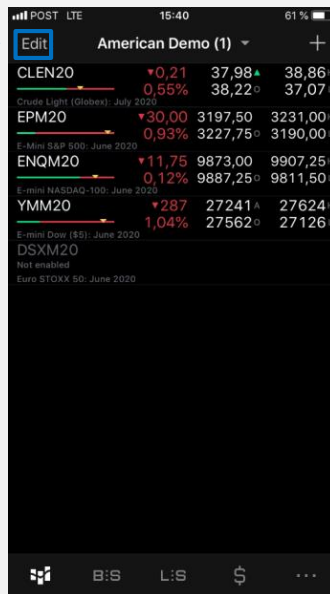 POST LTE 15:40 61 %
Edit American Demo (1)
CLEN20 ▼0,21 37,98▲ 38,86
0,55% 38,22 O 37,07
Crude Light (Globex): July 2020
EPM20 ▼30,00 3197,50 3231,00
0,93% 3227,75 O 3190,00
E-Mini S&P 500: June 2020
ENQM20 ▼11,75 9873,00 9907,25
0,12% 9887,25 O 9811,50
E-mini NASDAQ-100: June 2020
YMM20 ▼287 27241 A 27624
1,04% 27562 O 27126
E-mini Dow ($5): June 2020
DSXM20
Not enabled
Euro STOXX 50: June 2020
B:S L:S $ ...